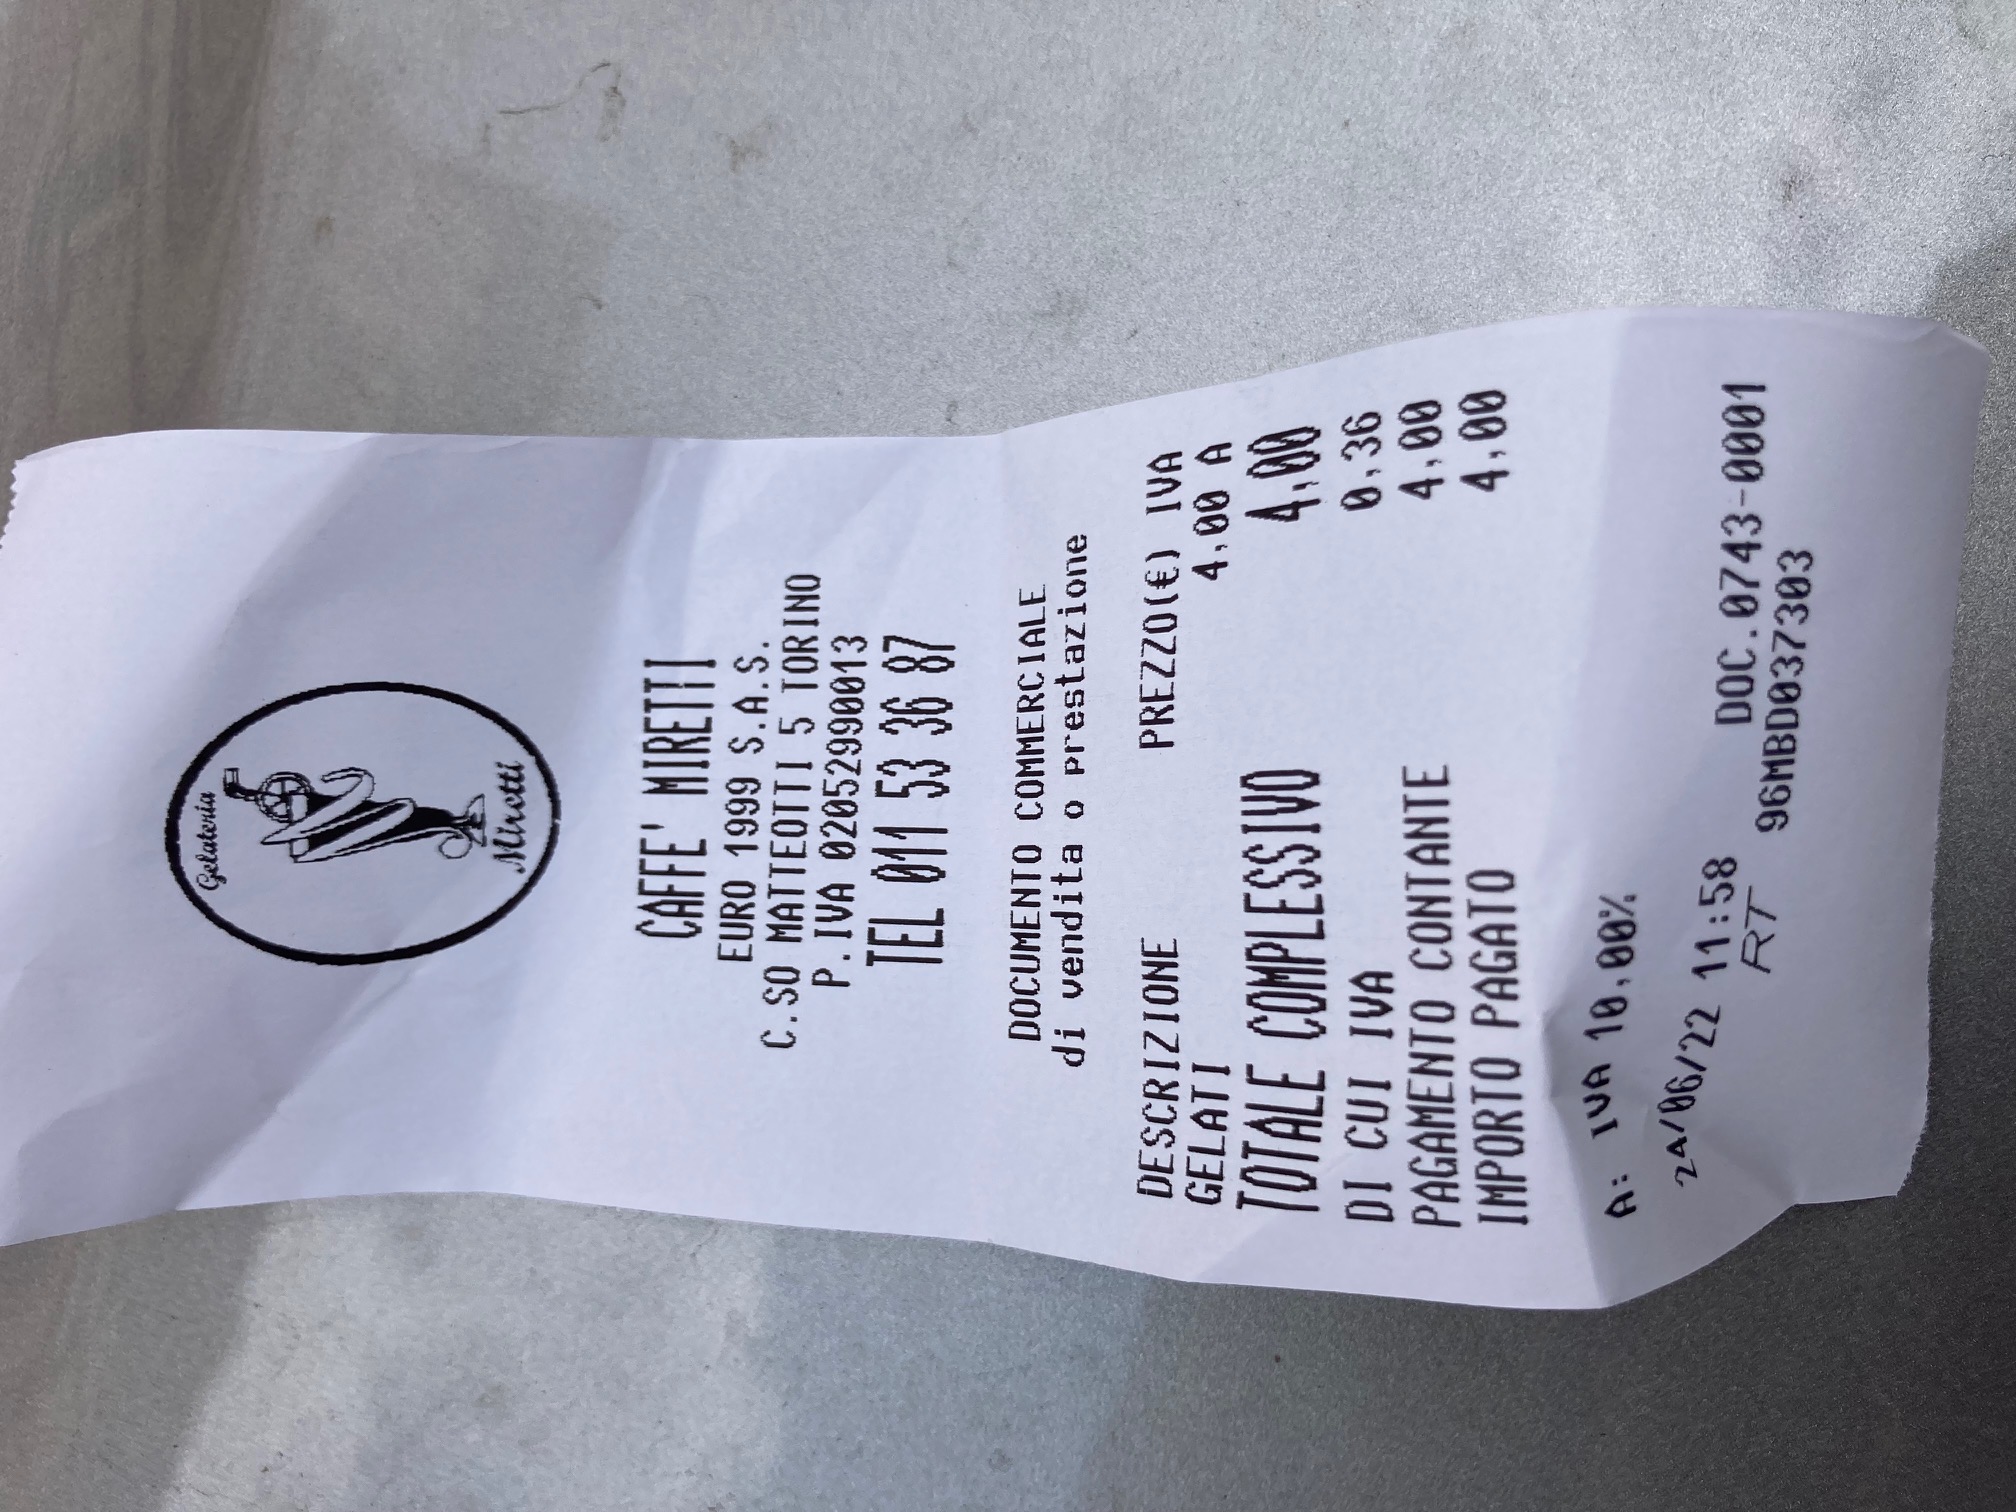 Gelateria
Miretti
CAFFE' MIRETTI
EURO 1999 S.A.S.
C.SO MATTEOTTI 5 TORINO
P.IVA 02052990013
TEL 011 53 36 87
DOCUMENTO COMMERCIALE
di vendita o prestazione
DESCRIZIONE PREZZO(€) IVA
GELATI 4,00 A
TOTALE COMPLESSIVO 4,00
DI CUI IVA 0,36
PAGAMENTO CONTANTE 4,00
IMPORTO PAGATO 4,00
A: IVA 10,00%
24/06/22 11:58 DOC.0743-0001
RT 96MBD037303